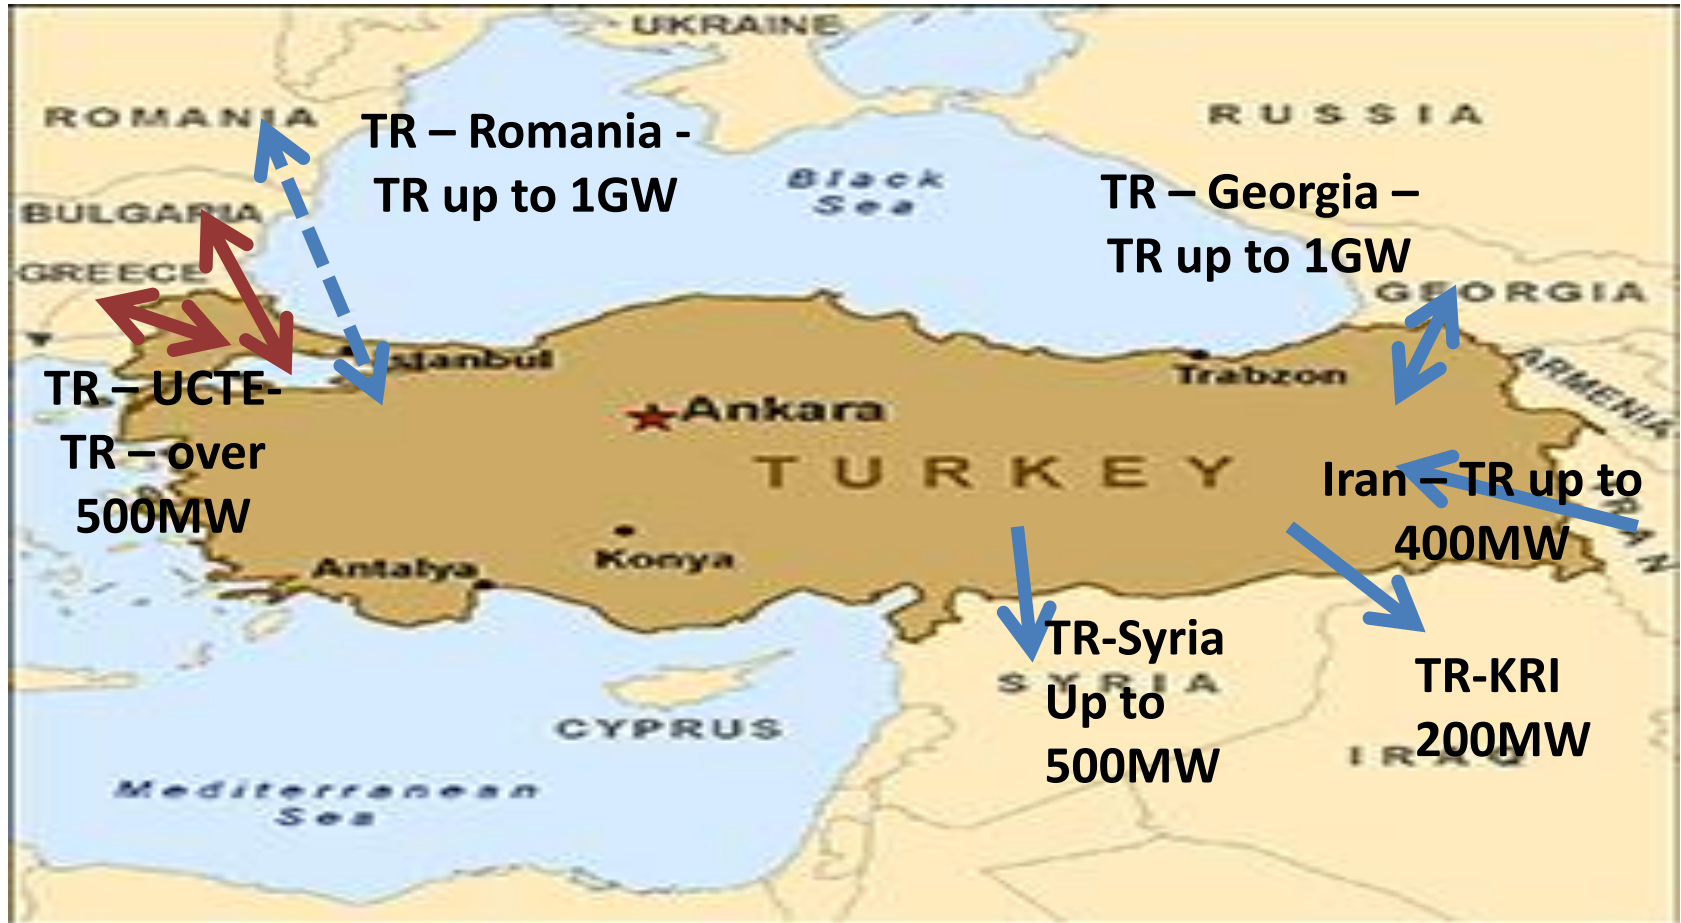 UKRAINE
ROMANIA
TR – Romania -
TR up to 1GW
RUSSIA
Black
Sea
TR – Georgia –
TR up to 1GW
BULGARIA
GREECE
GEORGIA
Istanbul
Trabzon
ARMENIA
TR – UCTE-
TR – over
500MW
Ankara
TURKEY
Iran – TR up to
400MW
IRAN
Konya
Antalya
TR-Syria
Up to
500MW
SYRIA
TR-KRI
200MW
IRAQ
CYPRUS
Mediterranean
Sea